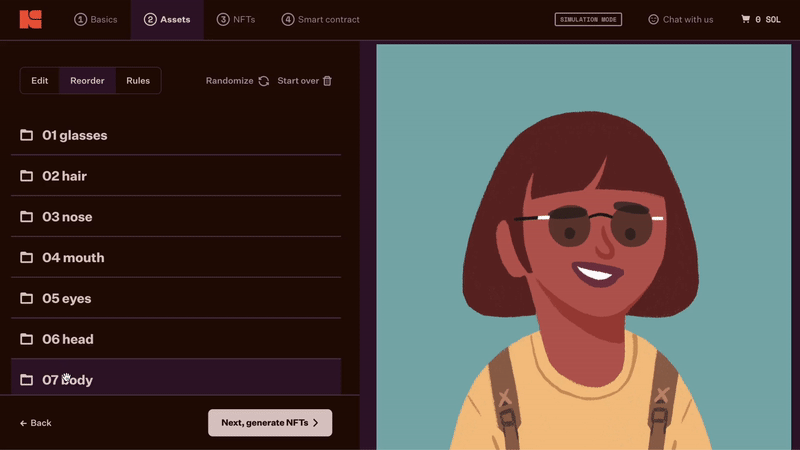 1 Basics
2 Assets
3 NFTs
4 Smart contract
SIMULATION MODE
Chat with us
0 SOL
Edit
Reorder
Rules
Randomize
Start over
01 glasses
02 hair
03 nose
04 mouth
05 eyes
06 head
07 body
Back
Next, generate NFTs